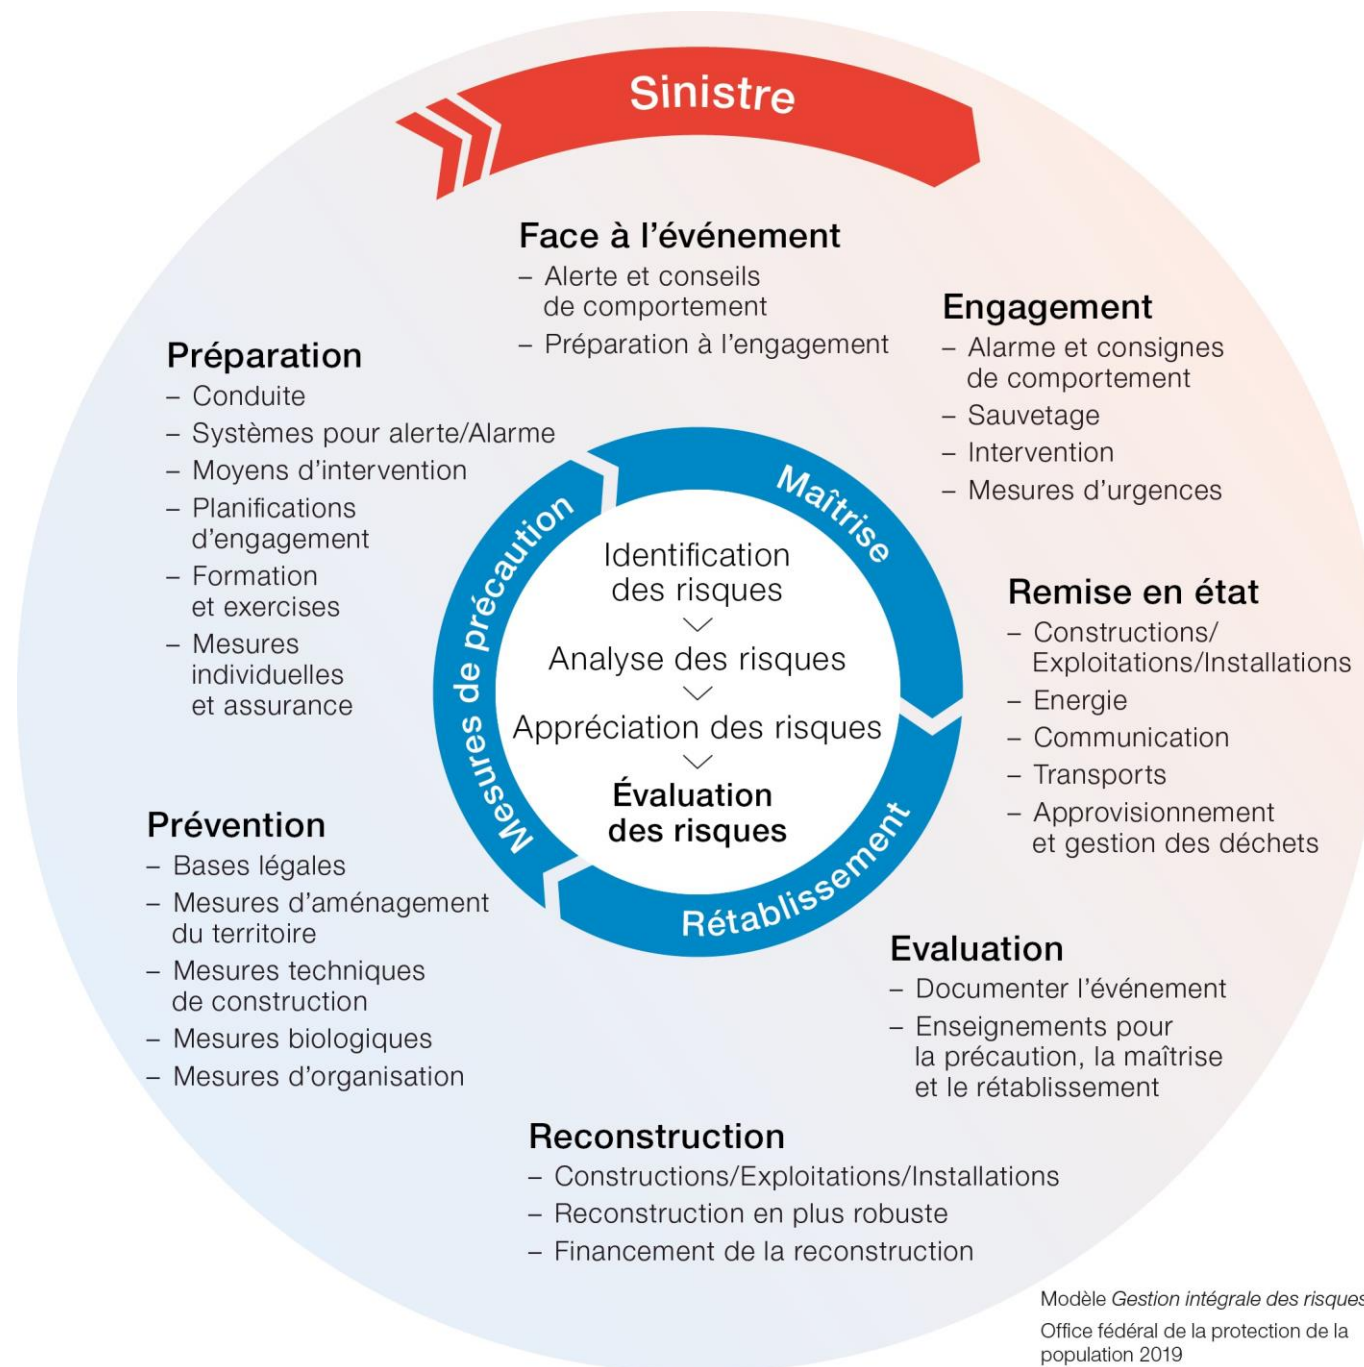 Sinistre
Face à l’événement
– Alerte et conseils
de comportement
– Préparation à l’engagement
Engagement
– Alarme et consignes
de comportement
– Sauvetage
– Intervention
– Mesures d’urgences
Remise en état
– Constructions/
Exploitations/Installations
– Energie
– Communication
– Transports
– Approvisionnement
et gestion des déchets
Evaluation
– Documenter l’événement
– Enseignements pour
la précaution, la maîtrise
et le rétablissement
Reconstruction
– Constructions/Exploitations/Installations
– Reconstruction en plus robuste
– Financement de la reconstruction
Prévention
– Bases légales
– Mesures d’aménagement
du territoire
– Mesures techniques
de construction
– Mesures biologiques
– Mesures d’organisation
Préparation
– Conduite
– Systèmes pour alerte/Alarme
– Moyens d’intervention
– Planifications
d’engagement
– Formation
et exercises
– Mesures
individuelles
et assurance
Maîtrise
Rétablissement
Mesures de précaution
Identification
des risques
Analyse des risques
Appréciation des risques
Évaluation
des risques
Modèle Gestion intégrale des risques
Office fédéral de la protection de la
population 2019